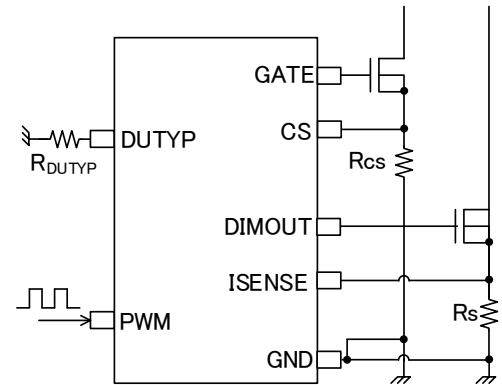 GATE
CS
Rcs
DUTYP
RDUTYP
DIMOUT
ISENSE
Rs
PWM
GND